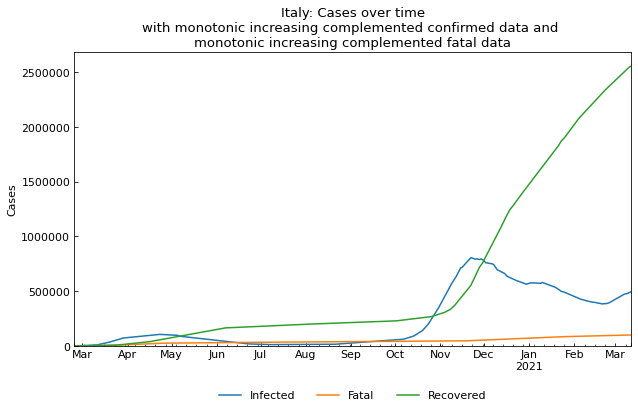 Italy: Cases over time
with monotonic increasing complemented confirmed data and
monotonic increasing complemented fatal data
2500000
2000000
1500000
1000000
500000
0
Cases
Mar Apr May Jun Jul Aug Sep Oct Nov Dec Jan Feb Mar
2021
Infected Fatal Recovered